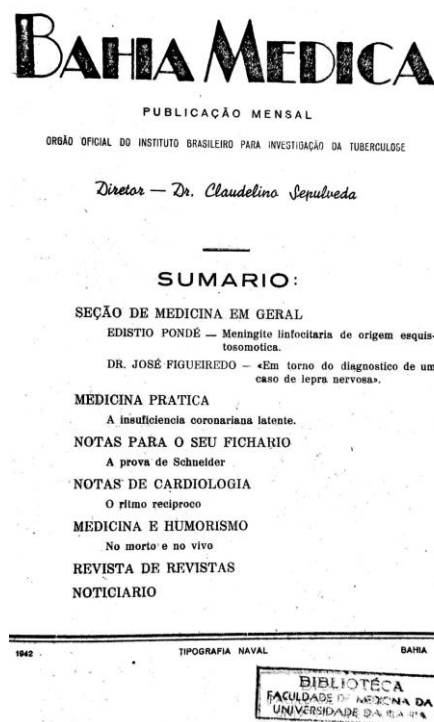 BAHIA MEDICA
PUBLICAÇÃO MENSAL
ORGÃO OFICIAL DO INSTITUTO BRASILEIRO PARA INVESTIGAÇÃO DA TUBERCULOSE
Diretor — Dr. Claudelino Sepulveda
SUMARIO:
SEÇÃO DE MEDICINA EM GERAL
EDISTIO PONDÉ — Meningite linfocitaria de origem esquis-
tosomotica.
DR. JOSÉ FIGUEIREDO — «Em torno do diagnostico de um
caso de lepra nervosa».
MEDICINA PRATICA
A insuficiencia coronariana latente.
NOTAS PARA O SEU FICHARIO
A prova de Schneider
NOTAS DE CARDIOLOGIA
O ritmo reciproco
MEDICINA E HUMORISMO
No morto e no vivo
REVISTA DE REVISTAS
NOTICIARIO
1942 TIPOGRAFIA NAVAL BAHIA
BIBLIOTÉCA
FACULDADE DE MEDICINA DA
UNIVERSIDADE DA BAHIA